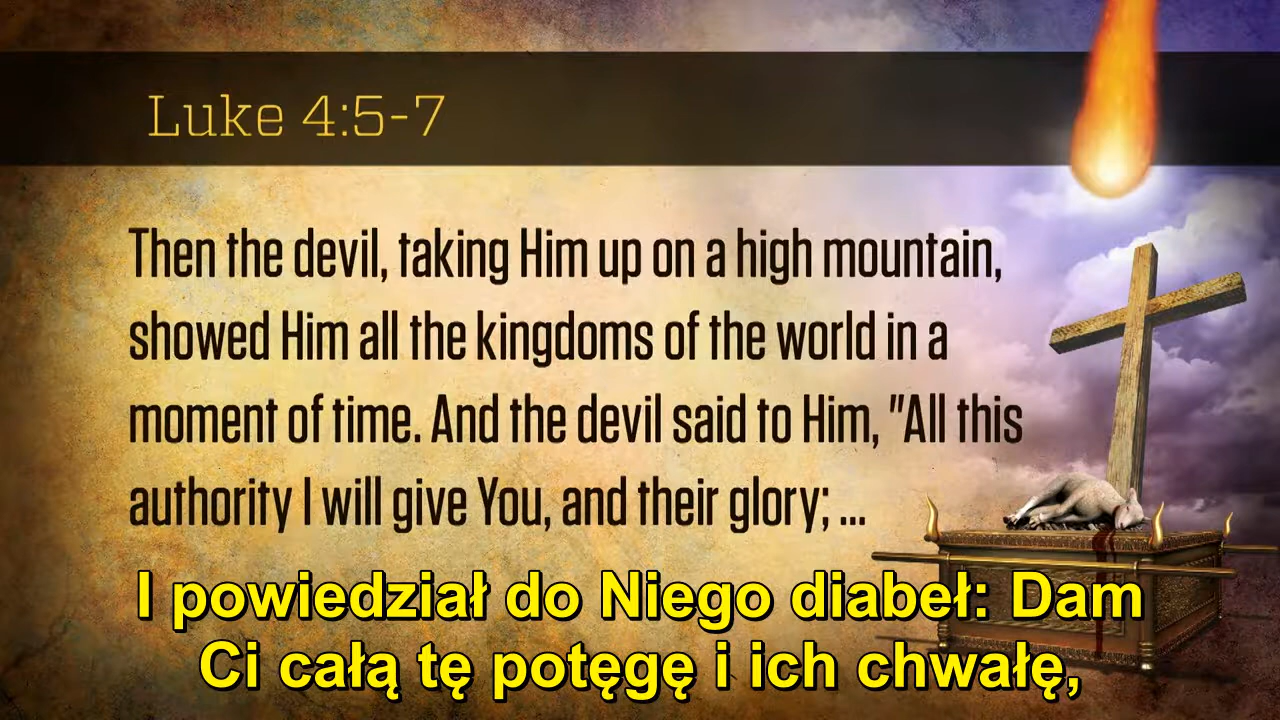 Luke 4:5-7
Then the devil, taking Him up on a high mountain,
showed Him all the kingdoms of the world in a
moment of time. And the devil said to Him, "All this
authority I will give You, and their glory; ...
I powiedział do Niego diabeł: Dam
Ci całą tę potęgę i ich chwałę,